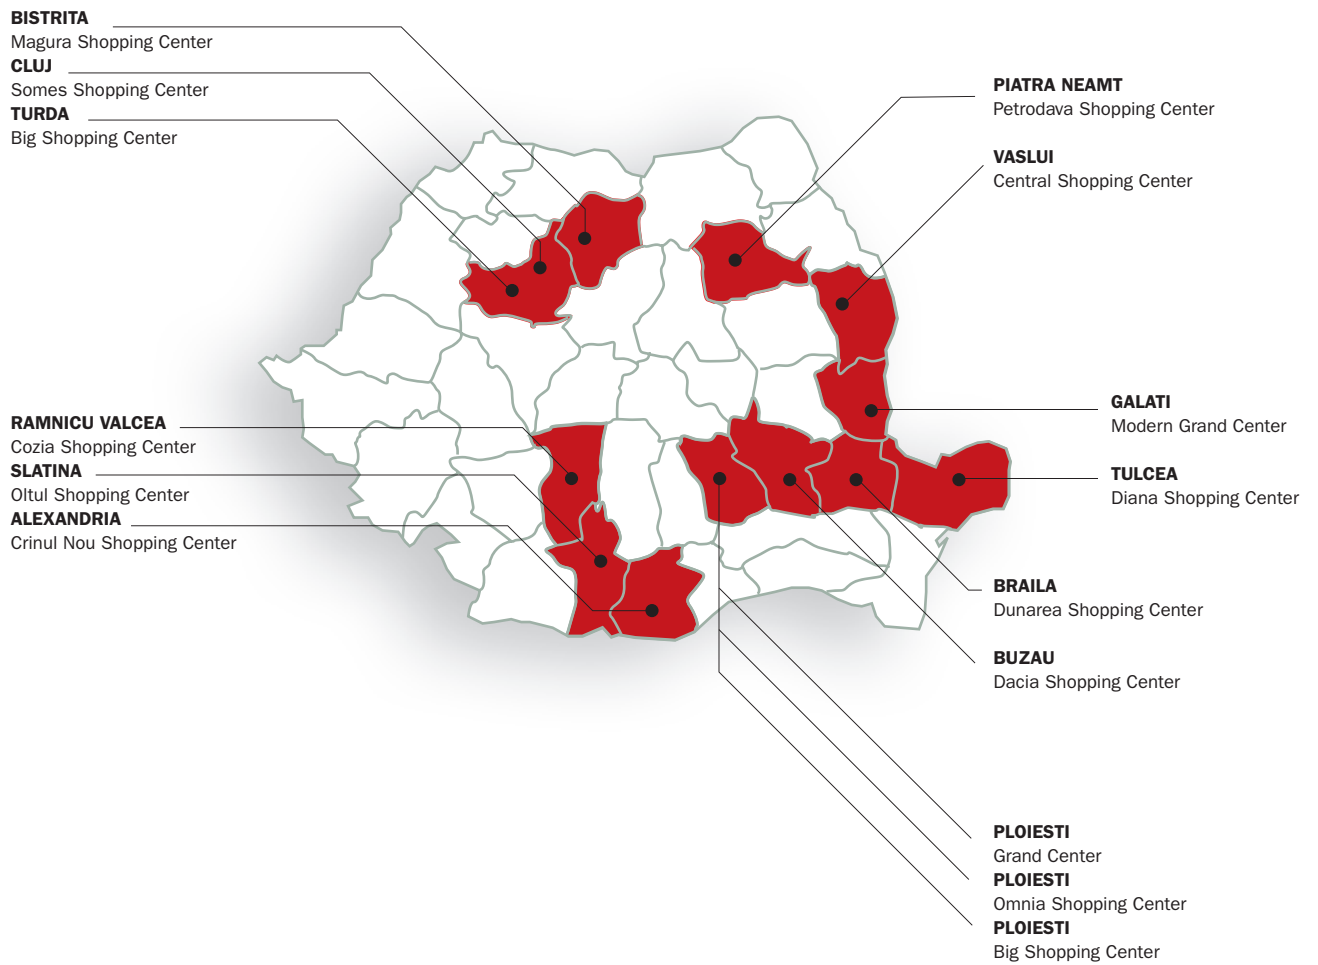 BISTRITA
Magura Shopping Center
CLUJ
Somes Shopping Center
TURDA
Big Shopping Center
PIATRA NEAMT
Petrodava Shopping Center
VASLUI
Central Shopping Center
RAMNICU VALCEA
Cozia Shopping Center
SLATINA
Oltul Shopping Center
ALEXANDRIA
Crinul Nou Shopping Center
GALATI
Modern Grand Center
TULCEA
Diana Shopping Center
BRAILA
Dunarea Shopping Center
BUZAU
Dacia Shopping Center
PLOIESTI
Grand Center
PLOIESTI
Omnia Shopping Center
PLOIESTI
Big Shopping Center